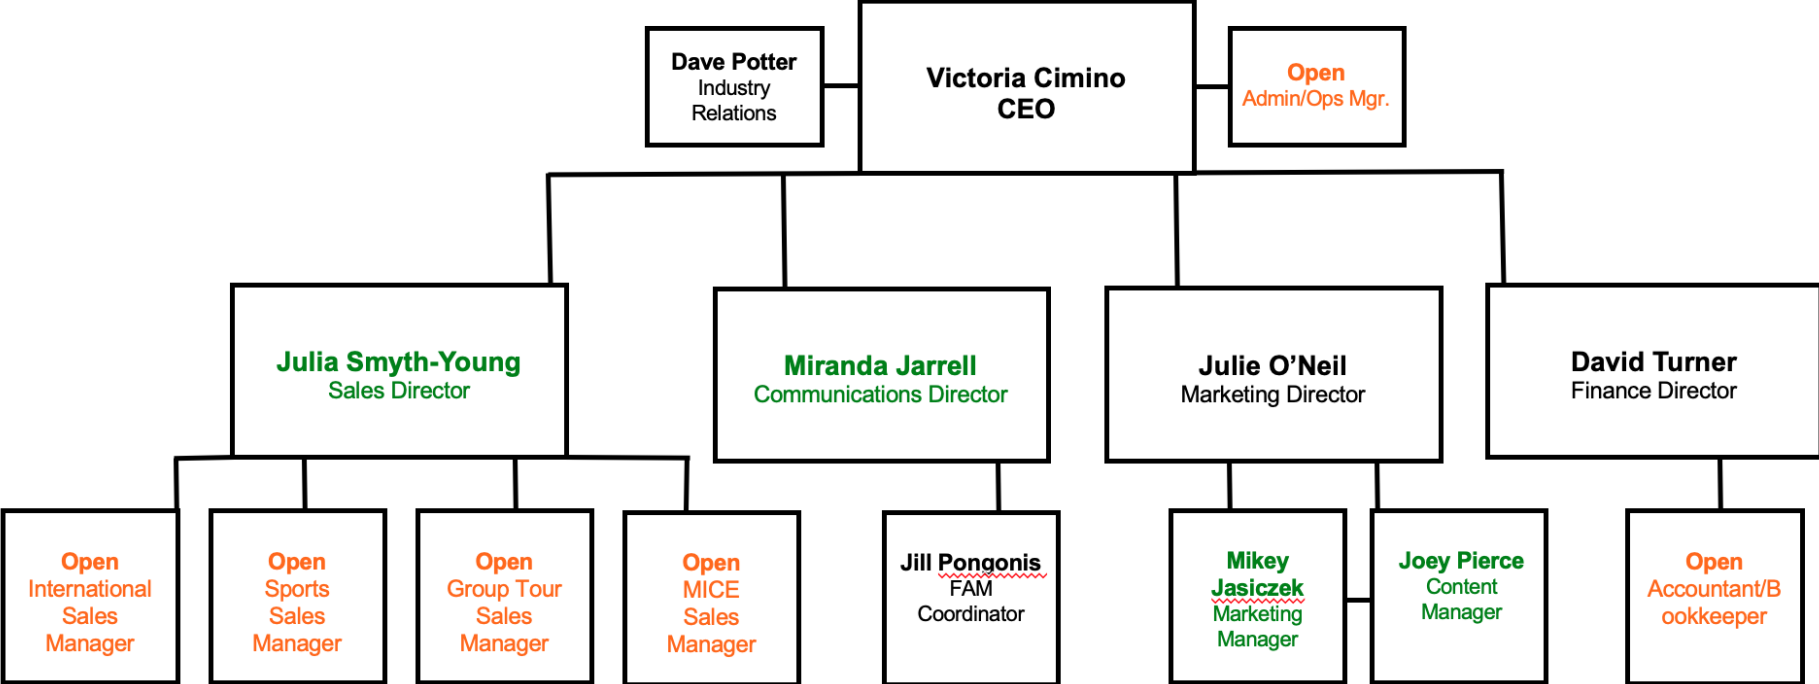 Dave Potter
Industry
Relations
Victoria Cimino
CEO
Open
Admin/Ops Mgr.
Julia Smyth-Young
Sales Director
Miranda Jarrell
Communications Director
Julie O’Neil
Marketing Director
David Turner
Finance Director
Open
International
Sales
Manager
Open
Sports
Sales
Manager
Open
Group Tour
Sales
Manager
Open
MICE
Sales
Manager
Jill Pongonis
FAM
Coordinator
Mikey
Jasiczek
Marketing
Manager
Joey Pierce
Content
Manager
Open
Accountant/B
ookkeeper